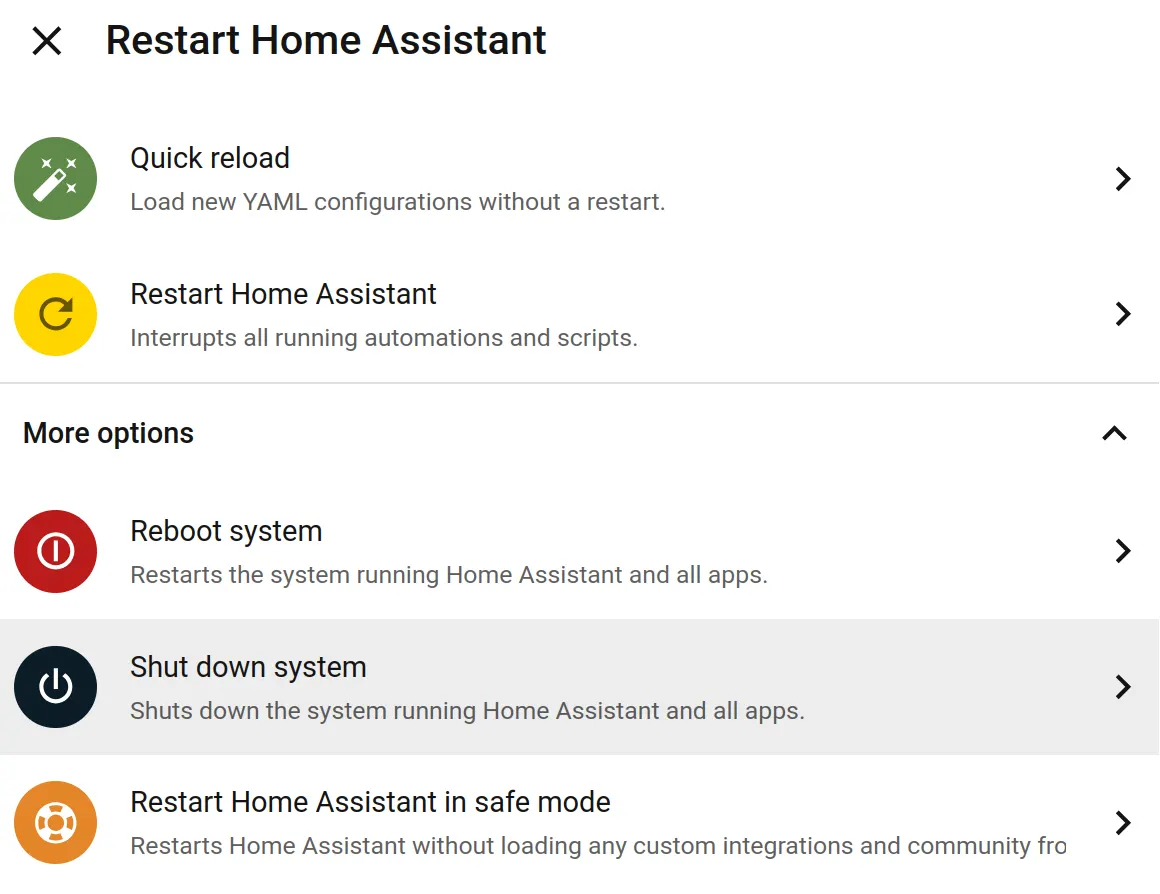 Restart Home Assistant
Quick reload
Load new YAML configurations without a restart.
Restart Home Assistant
Interrupts all running automations and scripts.
More options
Reboot system
Restarts the system running Home Assistant and all apps.
Shut down system
Shuts down the system running Home Assistant and all apps.
Restart Home Assistant in safe mode
Restarts Home Assistant without loading any custom integrations and community fro